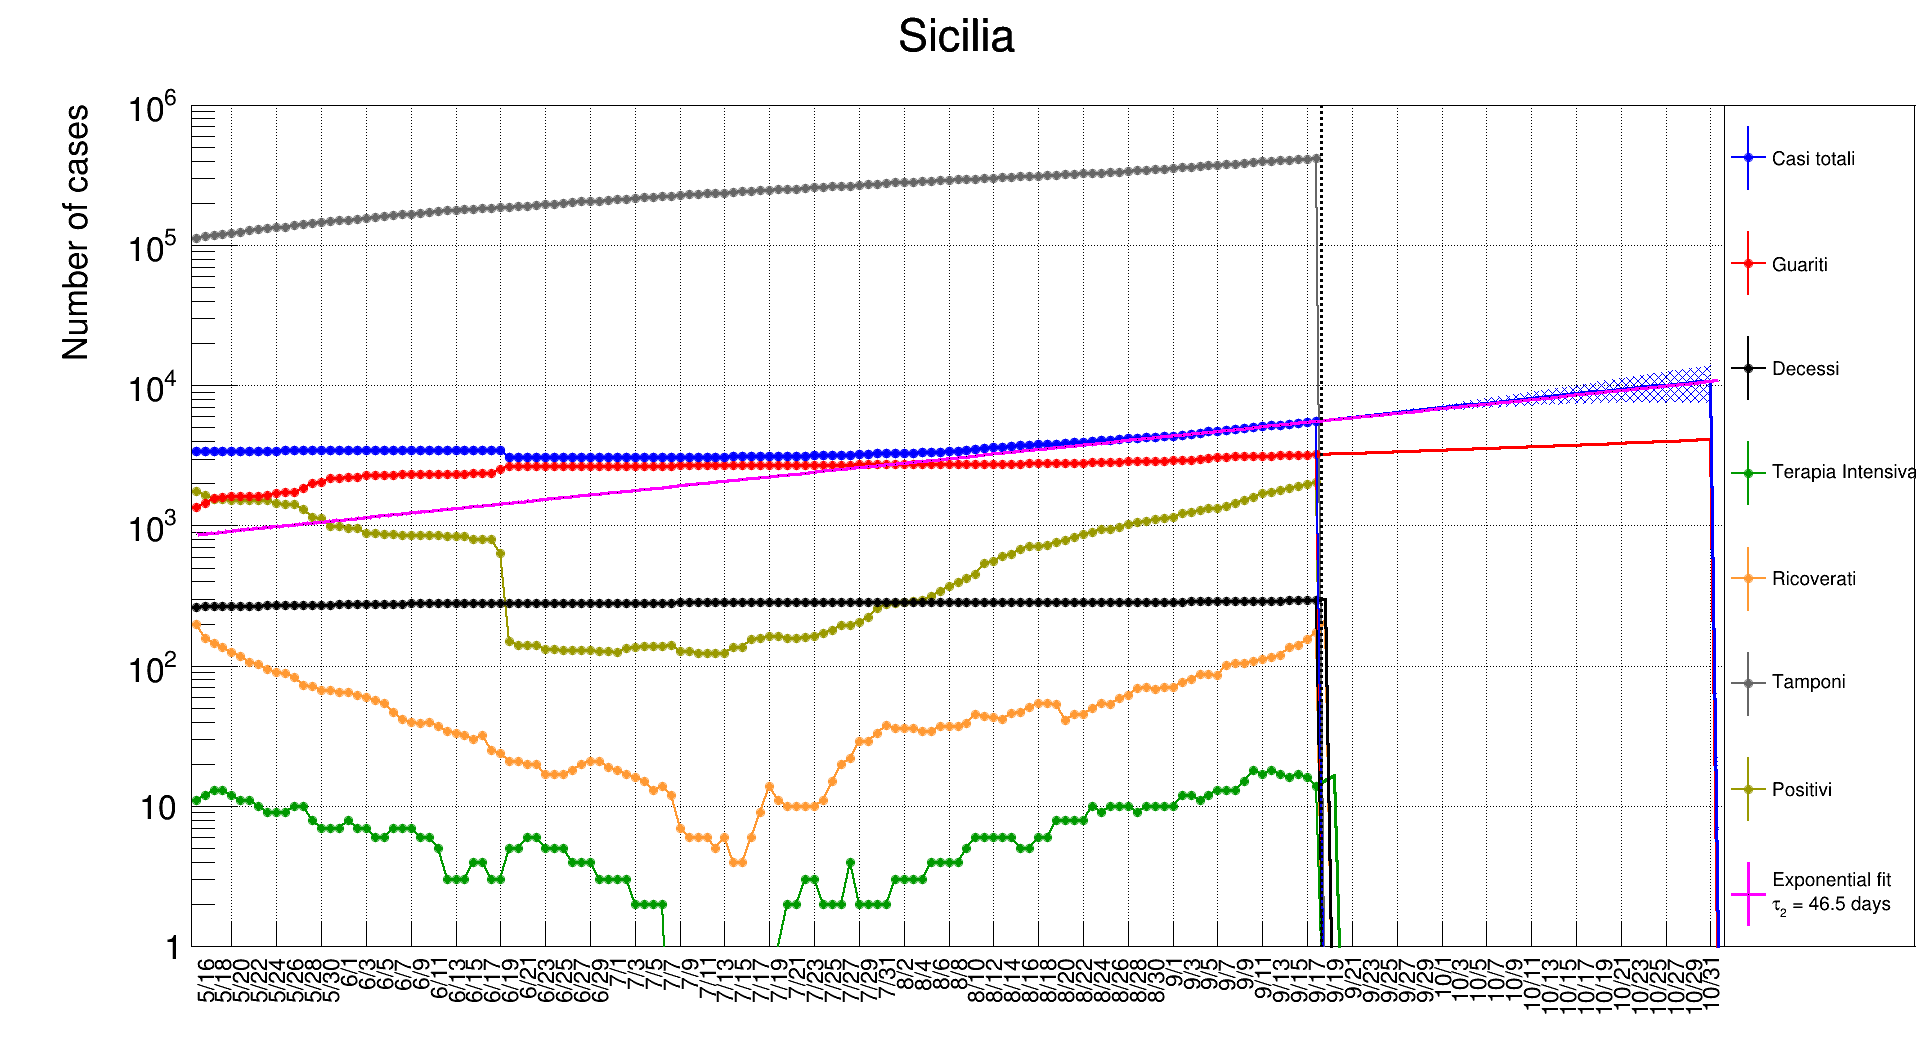 Sicilia
Number of cases
10^6
10^5
10^4
10^3
10^2
10
1
5/16 5/18 5/20 5/22 5/24 5/26 5/28 5/30 6/1 6/3 6/5 6/7 6/9 6/11 6/13 6/15 6/17 6/19 6/21 6/23 6/25 6/27 6/29 7/1 7/3 7/5 7/7 7/9 7/11 7/13 7/15 7/17 7/19 7/21 7/23 7/25 7/27 7/29 7/31 8/2 8/4 8/6 8/8 8/10 8/12 8/14 8/16 8/18 8/20 8/22 8/24 8/26 8/28 8/30 9/1 9/3 9/5 9/7 9/9 9/11 9/13 9/15 9/17 9/19 9/21 9/23 9/25 9/27 9/29 10/1 10/3 10/5 10/7 10/9 10/11 10/13 10/15 10/17 10/19 10/21 10/23 10/25 10/27 10/29 10/31
Casi totali
Guariti
Decessi
Terapia Intensiva
Ricoverati
Tamponi
Positivi
Exponential fit
τ₂ = 46.5 days